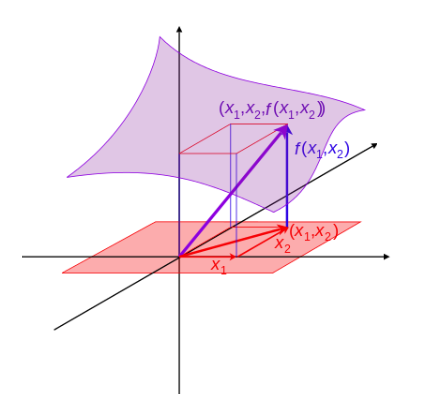 (x₁,x₂,f(x₁,x₂))
f(x₁,x₂)
(x₁,x₂)
x₂
x₁